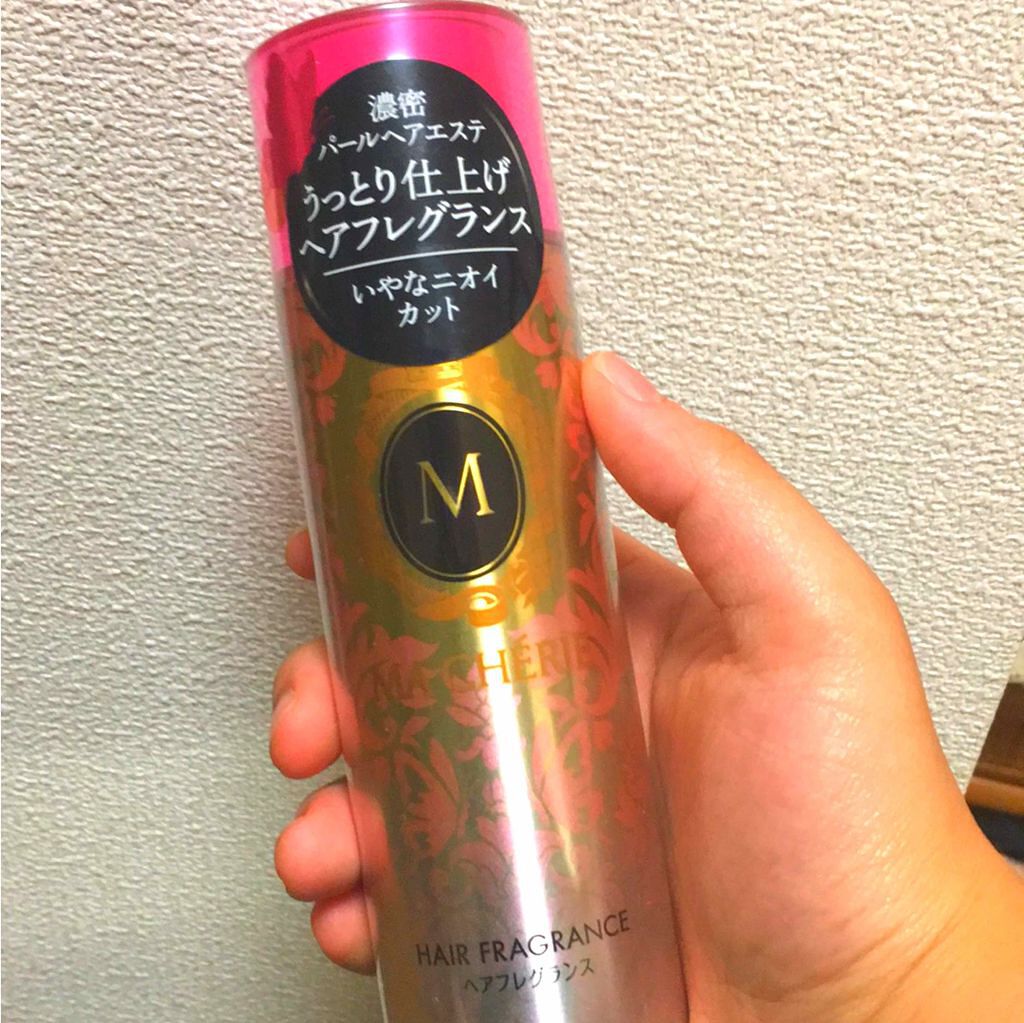 濃密
パールヘアエステ
うっとり仕上げ
ヘアフレグランス
いやなニオイ
カット
M
MA CHÉRIE
HAIR FRAGRANCE
ヘアフレグランス